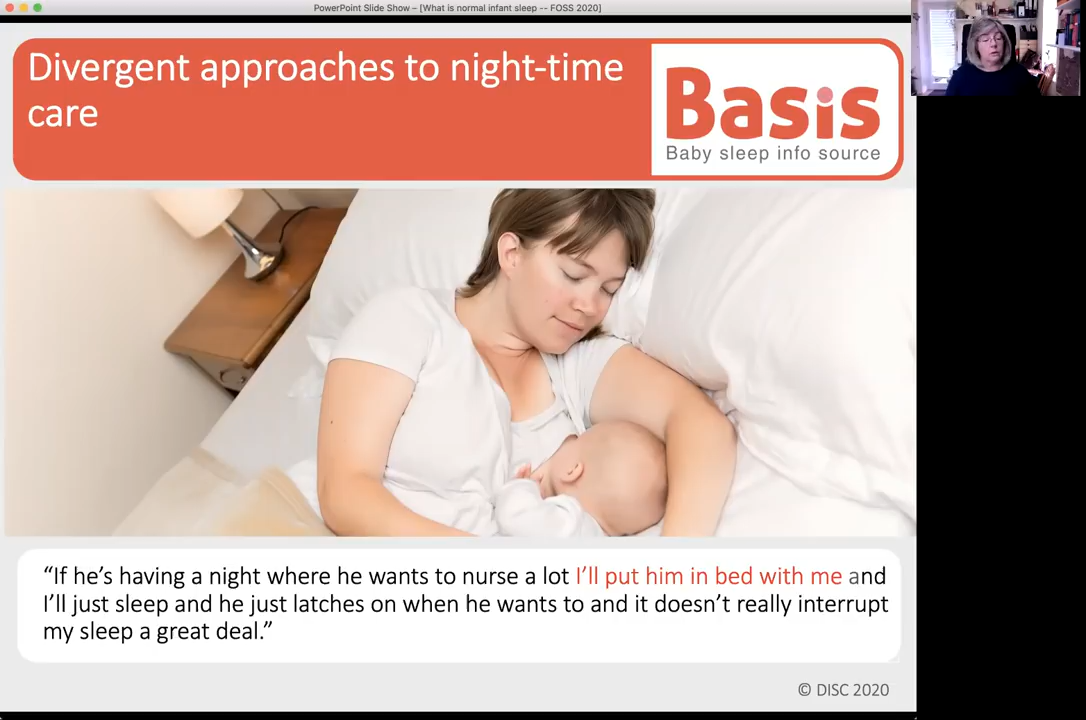 PowerPoint Slide Show – [What is normal infant sleep -- FOSS 2020]
Divergent approaches to night-time
care
Basis
Baby sleep info source
“If he’s having a night where he wants to nurse a lot I’ll put him in bed with me and
I’ll just sleep and he just latches on when he wants to and it doesn’t really interrupt
my sleep a great deal.”
© DISC 2020